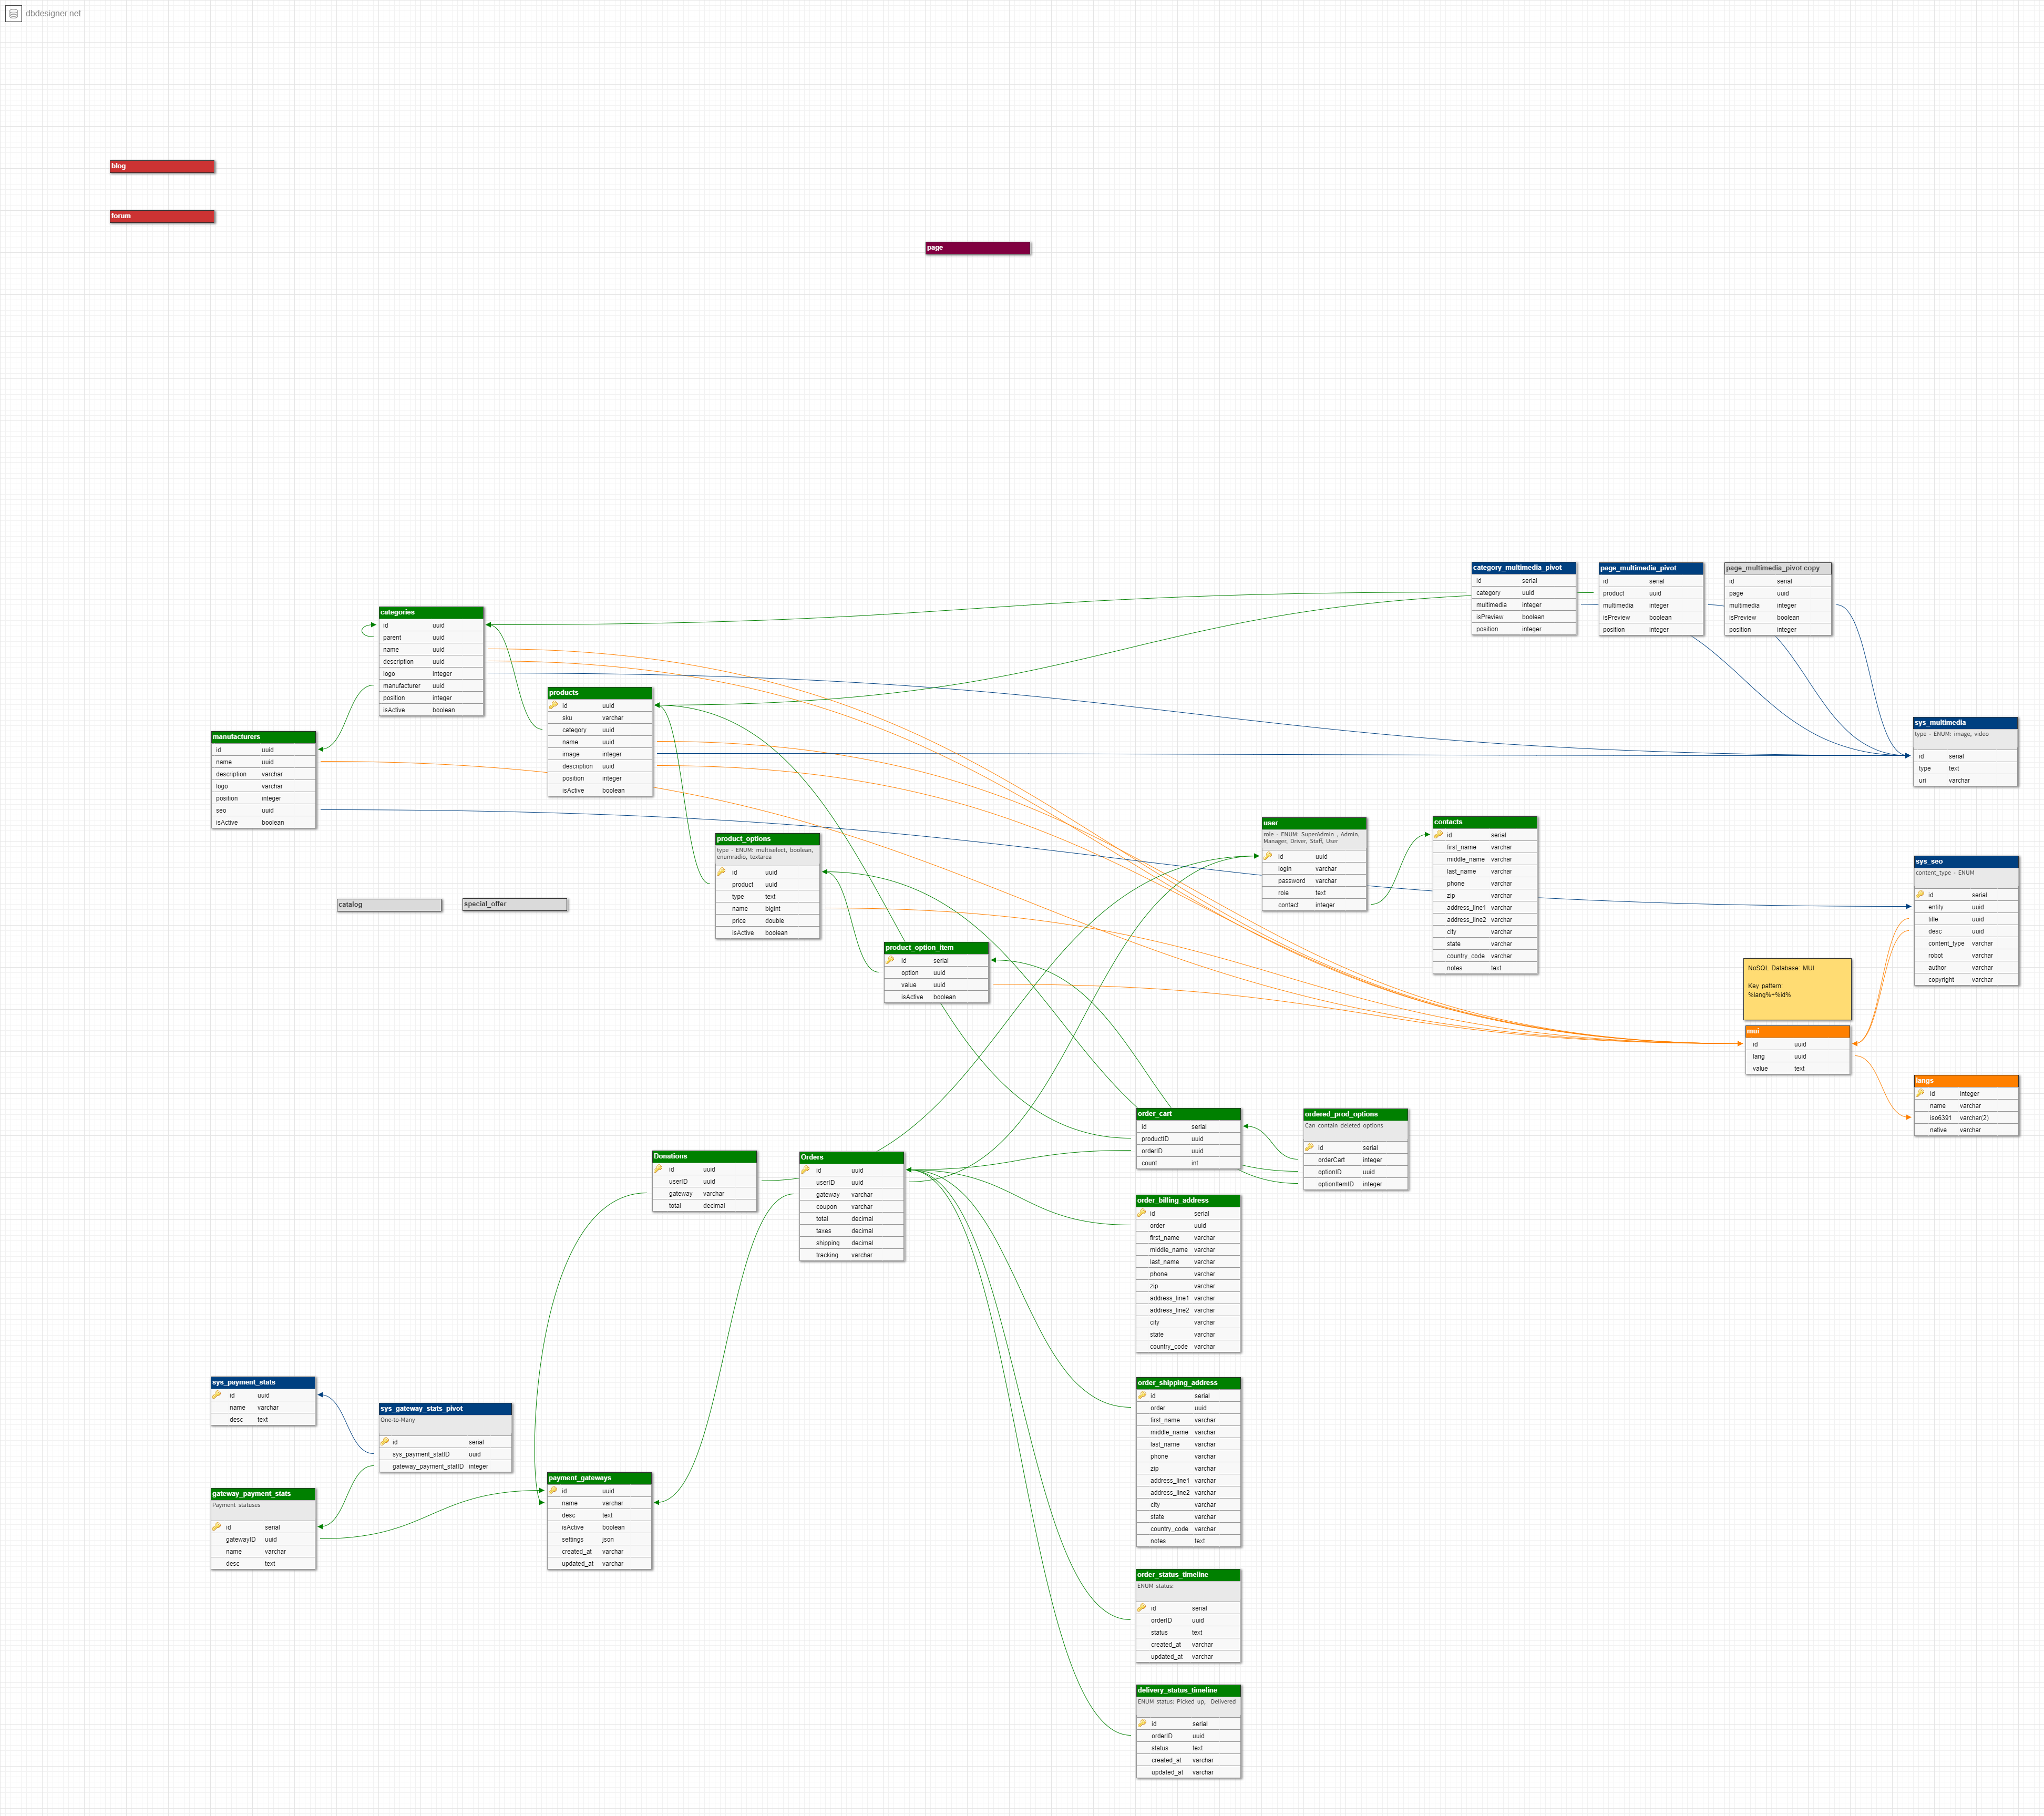 dbdesigner.net
blog
forum
page
category_multimedia_pivot
id serial
category uuid
multimedia integer
isPreview boolean
position integer
page_multimedia_pivot
id serial
product uuid
multimedia integer
isPreview boolean
position integer
page_multimedia_pivot copy
id serial
page uuid
multimedia integer
isPreview boolean
position integer
categories
id uuid
parent uuid
name uuid
description uuid
logo integer
manufacturer uuid
position integer
isActive boolean
products
id uuid
sku varchar
category uuid
name uuid
image integer
description uuid
position integer
isActive boolean
manufacturers
id uuid
name uuid
description varchar
logo varchar
position integer
seo uuid
isActive boolean
sys_multimedia
type - ENUM: image, video
id serial
type text
uri varchar
product_options
type - ENUM: multiselect, boolean,
enumradio, textarea
id uuid
product uuid
type text
name bigint
price double
isActive boolean
user
role - ENUM: SuperAdmin , Admin,
Manager, Driver, Staff, User
id uuid
login varchar
password varchar
role text
contact integer
contacts
id serial
first_name varchar
middle_name varchar
last_name varchar
phone varchar
zip varchar
address_line1 varchar
address_line2 varchar
city varchar
state varchar
country_code varchar
notes text
sys_seo
content_type - ENUM
id serial
entity uuid
title uuid
desc uuid
content_type varchar
robot varchar
author varchar
copyright varchar
catalog
special_offer
product_option_item
id serial
option uuid
value uuid
isActive boolean
NoSQL Database: MUI
Key pattern:
%lang%+%id%
mui
id uuid
lang uuid
value text
langs
id integer
name varchar
iso6391 varchar(2)
native varchar
order_cart
id serial
productID uuid
orderID uuid
count int
ordered_prod_options
Can contain deleted options
id serial
orderCart integer
optionID uuid
optionItemID integer
Donations
id uuid
userID uuid
gateway varchar
total decimal
Orders
id uuid
userID uuid
gateway varchar
coupon varchar
total decimal
taxes decimal
shipping decimal
tracking varchar
order_billing_address
id serial
order uuid
first_name varchar
middle_name varchar
last_name varchar
phone varchar
zip varchar
address_line1 varchar
address_line2 varchar
city varchar
state varchar
country_code varchar
sys_payment_stats
id uuid
name varchar
desc text
sys_gateway_stats_pivot
One-to-Many
id serial
sys_payment_statID uuid
gateway_payment_statID integer
order_shipping_address
id serial
order uuid
first_name varchar
middle_name varchar
last_name varchar
phone varchar
zip varchar
address_line1 varchar
address_line2 varchar
city varchar
state varchar
country_code varchar
notes text
gateway_payment_stats
Payment statuses
id serial
gatewayID uuid
name varchar
desc text
payment_gateways
id uuid
name varchar
desc text
isActive boolean
settings json
created_at varchar
updated_at varchar
order_status_timeline
ENUM status:
id serial
orderID uuid
status text
created_at varchar
updated_at varchar
delivery_status_timeline
ENUM status: Picked up, Delivered
id serial
orderID uuid
status text
created_at varchar
updated_at varchar